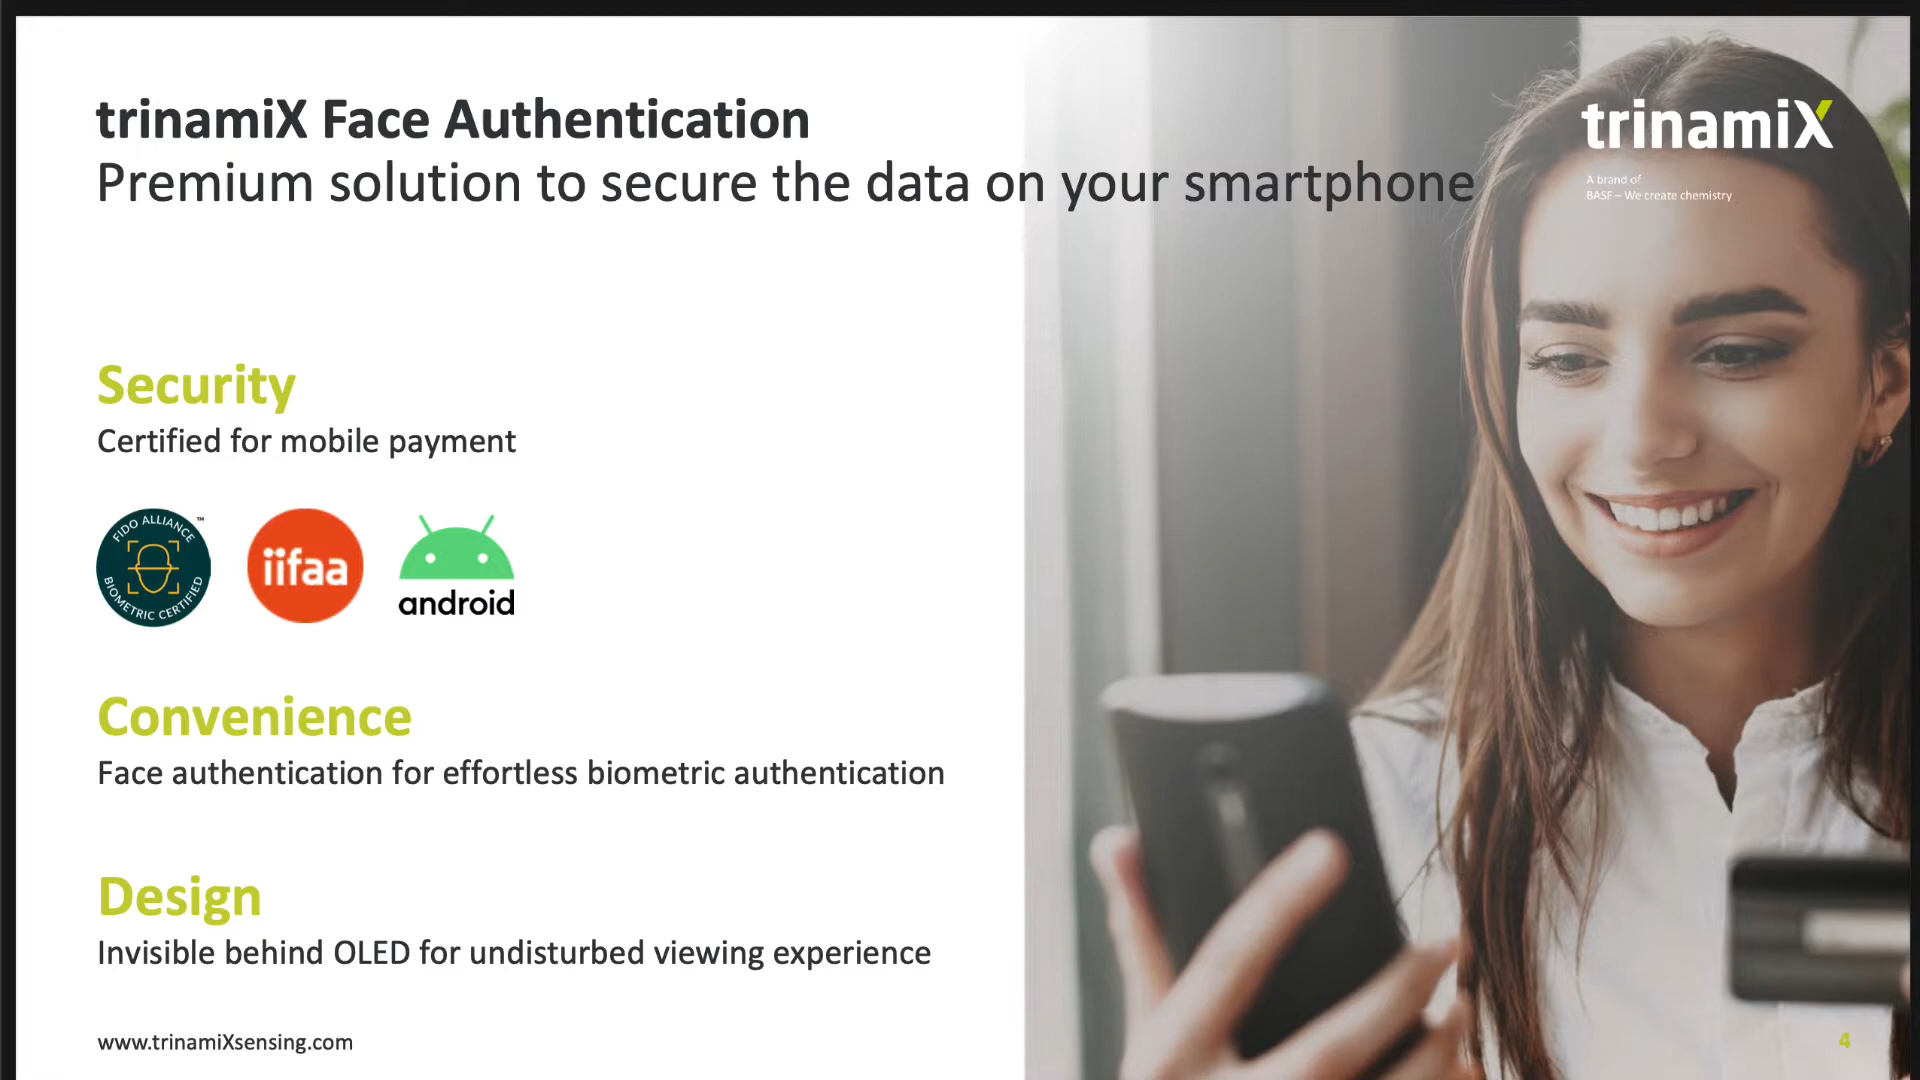 trinamiX Face Authentication
Premium solution to secure the data on your smartphone
trinamiX
A brand of
BASF – We create chemistry
Security
Certified for mobile payment
FIDO ALLIANCE ™
BIOMETRIC CERTIFIED
iifaa
android
Convenience
Face authentication for effortless biometric authentication
Design
Invisible behind OLED for undisturbed viewing experience
www.trinamiXsensing.com
4